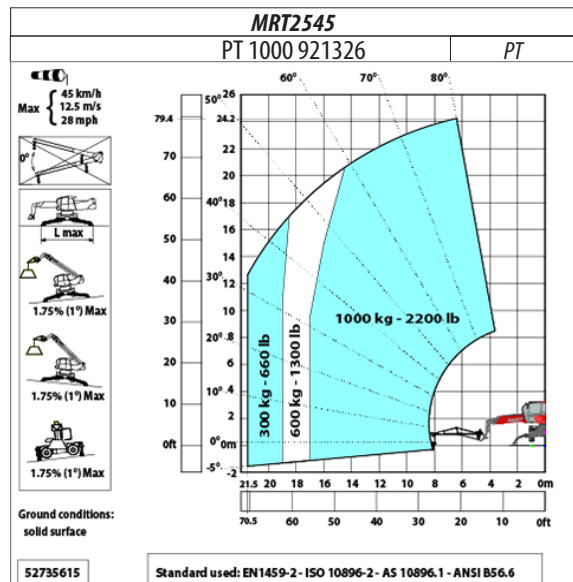 MRT2545
PT 1000 921326 PT
Max 45 km/h
12.5 m/s
28 mph
0°
L max
1.75% (1°) Max
1.75% (1°) Max
1.75% (1°) Max
Ground conditions:
solid surface
52735615
60° 70° 80°
50°
40°
30°
20°
10°
0°
-5°
79.4
70
60
50
40
30
20
10
0ft
26
24.2
22
20
18
16
14
12
10
8
6
4
2
0m
-2
300 kg - 660 lb
600 kg - 1300 lb
1000 kg - 2200 lb
21.5 20 18 16 14 12 10 8 6 4 2 0m
70.5 60 50 40 30 20 10 0ft
Standard used: EN1459-2 - ISO 10896-2 - AS 10896.1 - ANSI B56.6